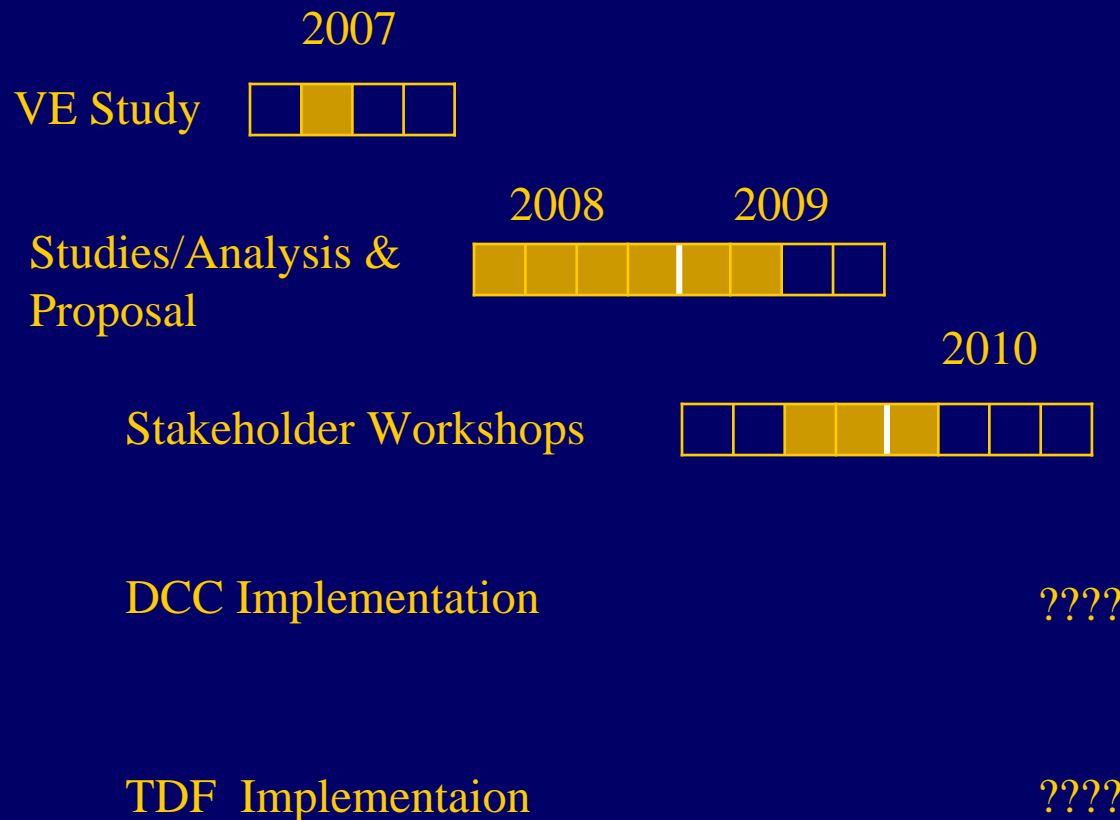 2007
VE Study
2008 2009
Studies/Analysis &
Proposal
2010
Stakeholder Workshops
DCC Implementation ????
TDF Implementaion ????